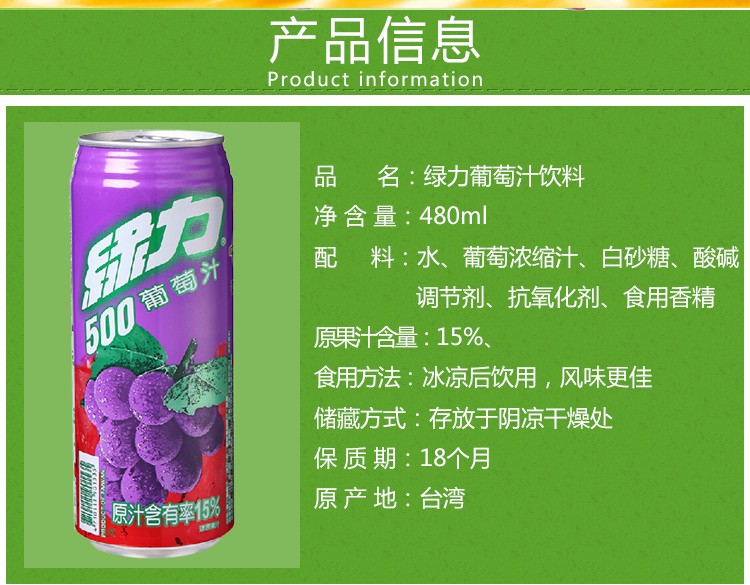 产品信息
Product information
绿力®
500葡萄汁
原汁含有率15%
品 名：绿力葡萄汁饮料
净 含 量：480ml
配 料：水、葡萄浓缩汁、白砂糖、酸碱
调节剂、抗氧化剂、食用香精
原果汁含量：15%、
食用方法：冰凉后饮用，风味更佳
储藏方式：存放于阴凉干燥处
保 质 期：18个月
原 产 地：台湾